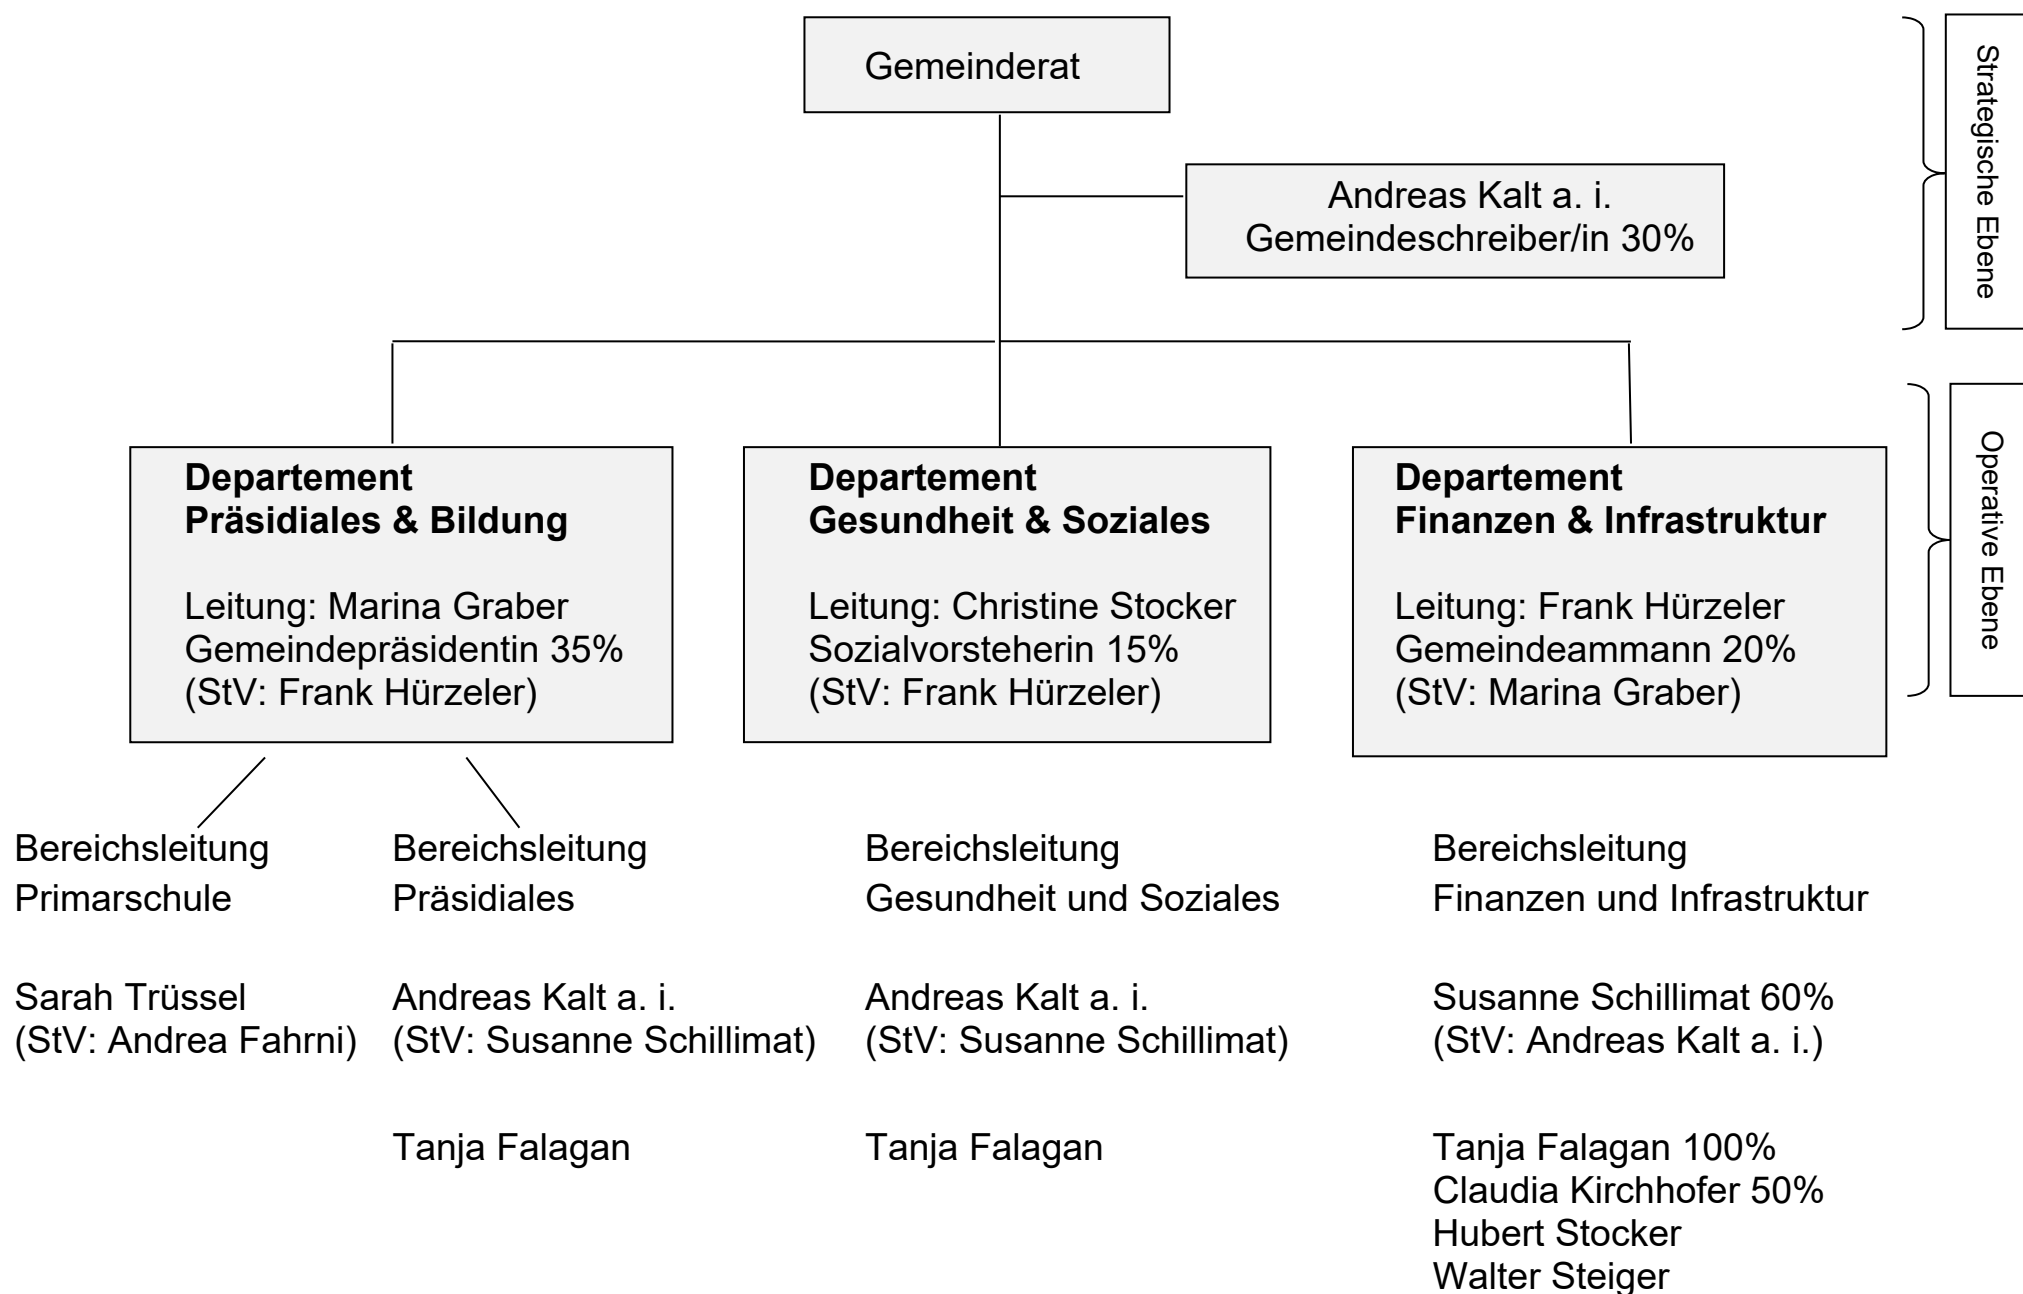 Gemeinderat
Andreas Kalt a. i.
Gemeindeschreiber/in 30%
Strategische Ebene
Operative Ebene
Departement
Präsidiales & Bildung
Leitung: Marina Graber
Gemeindepräsidentin 35%
(StV: Frank Hürzeler)
Departement
Gesundheit & Soziales
Leitung: Christine Stocker
Sozialvorsteherin 15%
(StV: Frank Hürzeler)
Departement
Finanzen & Infrastruktur
Leitung: Frank Hürzeler
Gemeindeammann 20%
(StV: Marina Graber)
Bereichsleitung
Primarschule
Sarah Trüssel
(StV: Andrea Fahrni)
Bereichsleitung
Präsidiales
Andreas Kalt a. i.
(StV: Susanne Schillimat)
Tanja Falagan
Bereichsleitung
Gesundheit und Soziales
Andreas Kalt a. i.
(StV: Susanne Schillimat)
Tanja Falagan
Bereichsleitung
Finanzen und Infrastruktur
Susanne Schillimat 60%
(StV: Andreas Kalt a. i.)
Tanja Falagan 100%
Claudia Kirchhofer 50%
Hubert Stocker
Walter Steiger